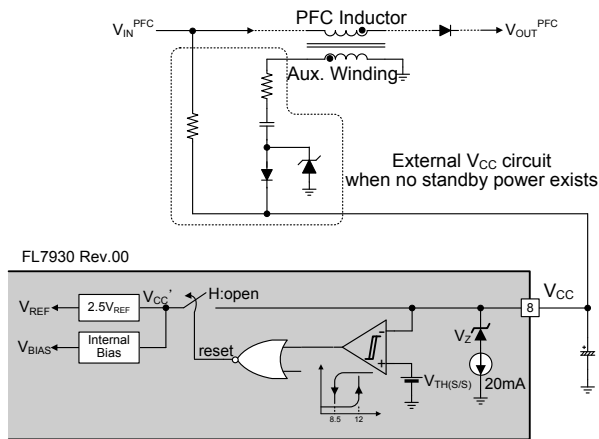 PFC Inductor
V_IN^PFC
V_OUT^PFC
Aux. Winding
External V_CC circuit
when no standby power exists
FL7930 Rev.00
V_REF
2.5V_REF
V_CC'
H:open
8
V_CC
V_BIAS
Internal
Bias
reset
-
+
V_Z
V_TH(S/S)
20mA
8.5
12
+